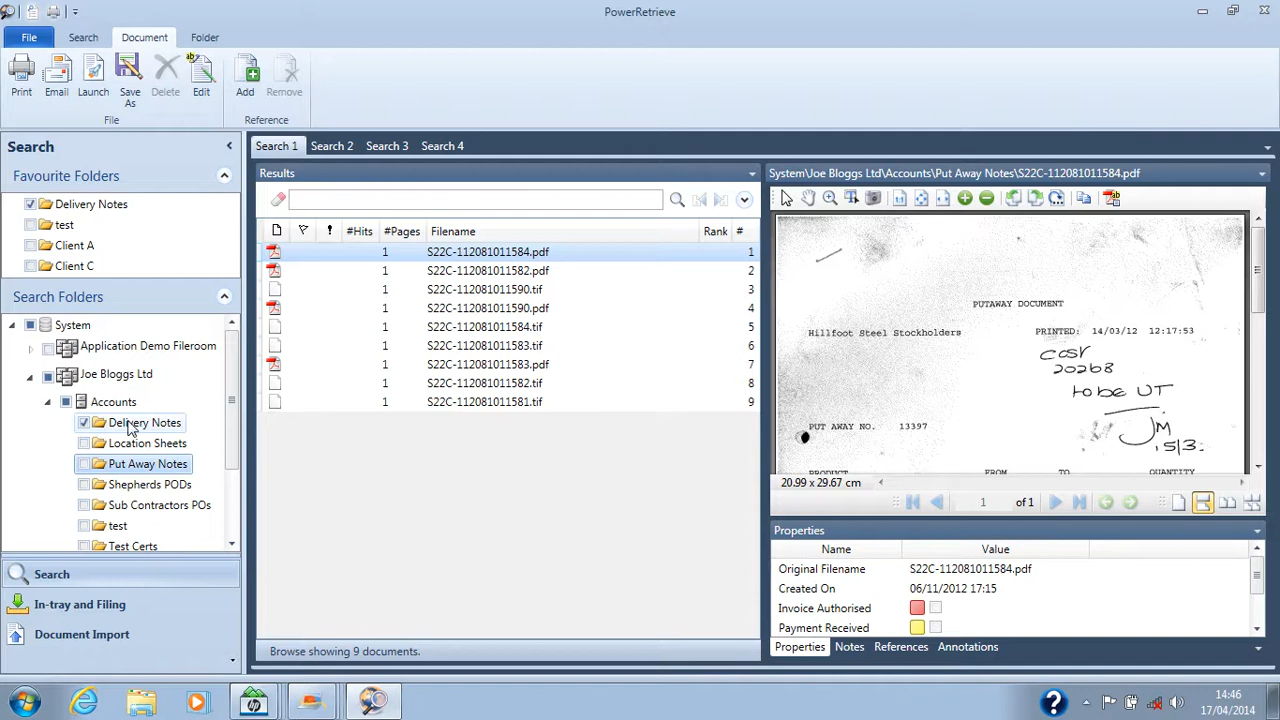 PowerRetrieve
File
Search
Document
Folder
Print
Email
Launch
Save As
Delete
Edit
Add
Remove
File
Reference
Search
Favourite Folders
Delivery Notes
test
Client A
Client C
Search Folders
System
Application Demo Fileroom
Joe Bloggs Ltd
Accounts
Delivery Notes
Location Sheets
Put Away Notes
Shepherds PODs
Sub Contractors POs
test
Test Certs
Search
In-tray and Filing
Document Import
Search 1
Search 2
Search 3
Search 4
Results
#Hits #Pages Filename Rank #
1 S22C-112081011584.pdf 1
1 S22C-112081011582.pdf 2
1 S22C-112081011590.tif 3
1 S22C-112081011590.pdf 4
1 S22C-112081011584.tif 5
1 S22C-112081011583.tif 6
1 S22C-112081011583.pdf 7
1 S22C-112081011582.tif 8
1 S22C-112081011581.tif 9
Browse showing 9 documents.
System\Joe Bloggs Ltd\Accounts\Put Away Notes\S22C-112081011584.pdf
PUTAWAY DOCUMENT
Hillfoot Steel Stockholders
PRINTED: 14/03/12 12:17:53
20268
to be UT
JM
15/3
PUT AWAY NO. 13397
PRODUCT FROM TO QUANTITY
20.99 x 29.67 cm
1 of 1
Properties
Name Value
Original Filename S22C-112081011584.pdf
Created On 06/11/2012 17:15
Invoice Authorised
Payment Received
Properties
Notes
References
Annotations
14:46
17/04/2014